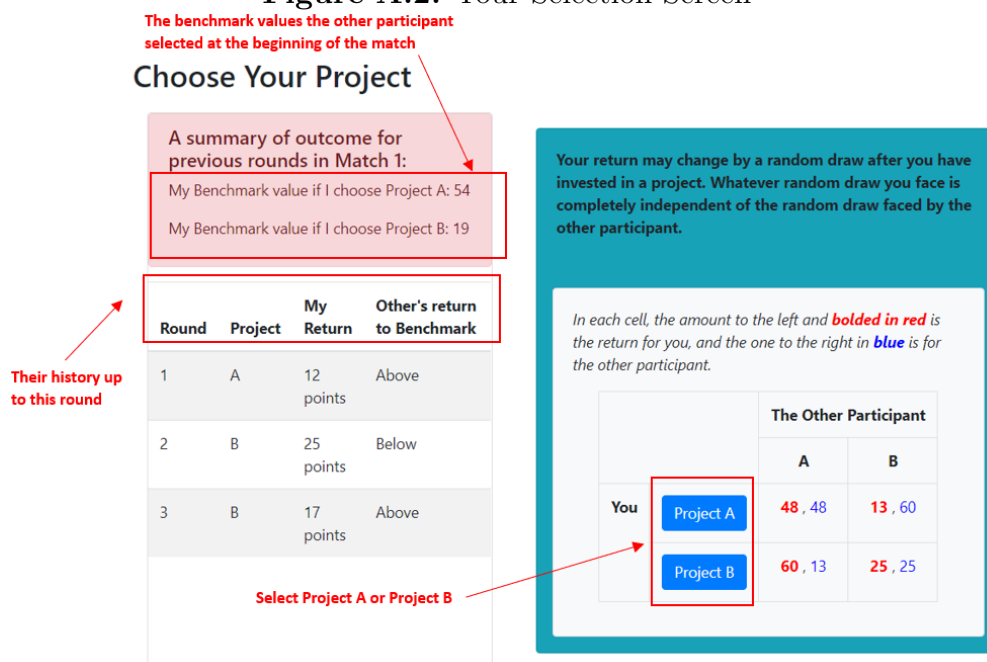 Figure A.2: Your Selection Screen
The benchmark values the other participant
selected at the beginning of the match
Choose Your Project
A summary of outcome for
previous rounds in Match 1:
My Benchmark value if I choose Project A: 54
My Benchmark value if I choose Project B: 19
Round Project My Return Other's return to Benchmark
1 A 12 points Above
2 B 25 points Below
3 B 17 points Above
Their history up
to this round
Select Project A or Project B
Your return may change by a random draw after you have
invested in a project. Whatever random draw you face is
completely independent of the random draw faced by the
other participant.
In each cell, the amount to the left and bolded in red is
the return for you, and the one to the right in blue is for
the other participant.
The Other Participant
A B
You Project A 48 , 48 13 , 60
Project B 60 , 13 25 , 25